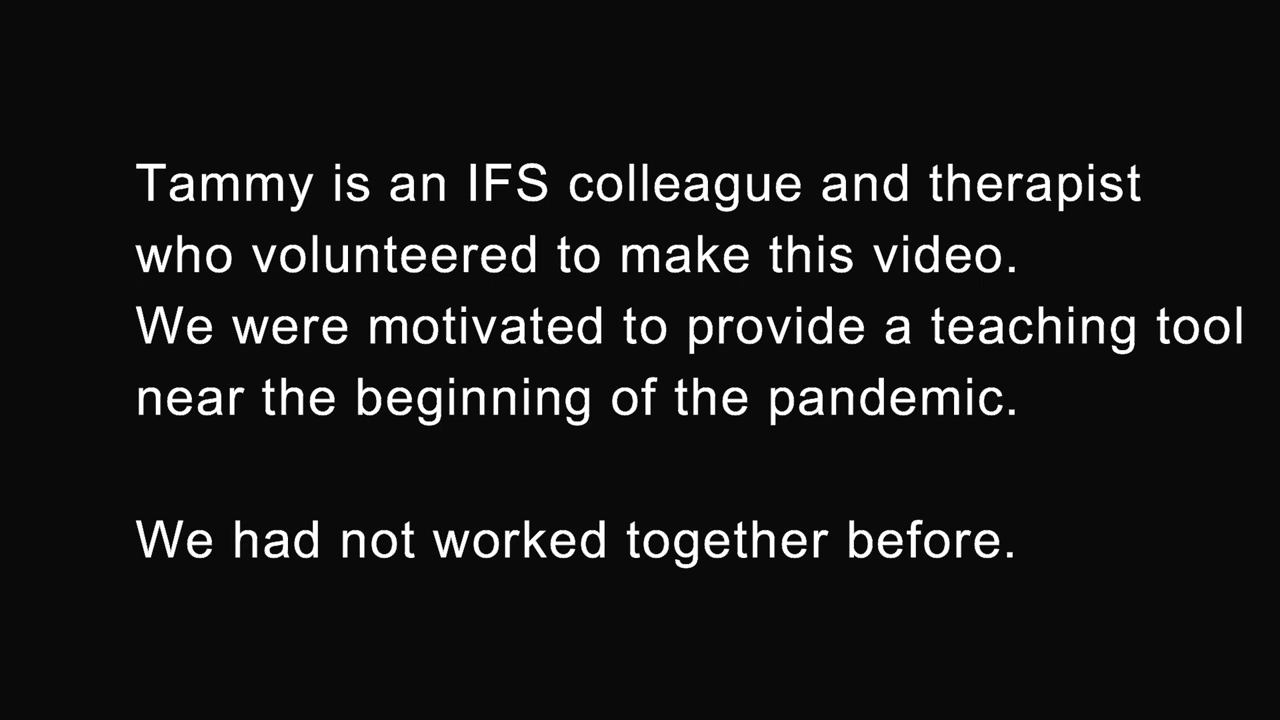 Tammy is an IFS colleague and therapist
who volunteered to make this video.
We were motivated to provide a teaching tool
near the beginning of the pandemic.
We had not worked together before.